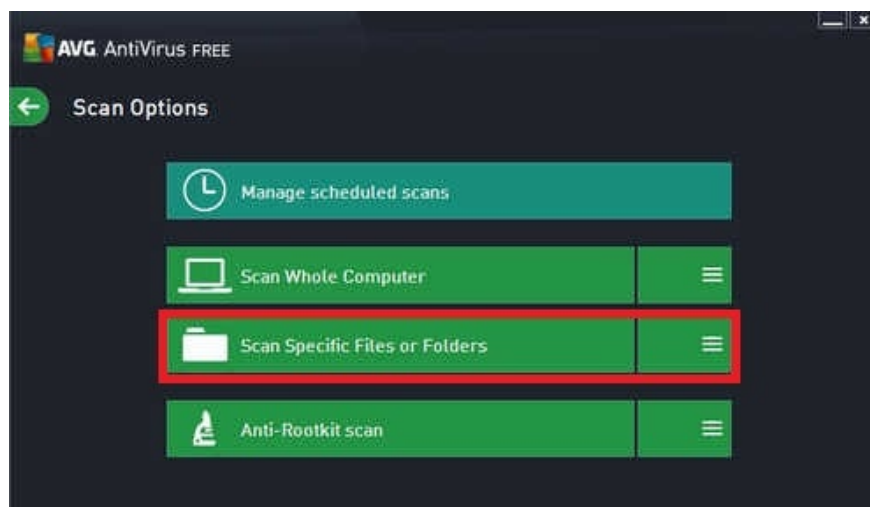 AVG AntiVirus FREE
Scan Options
Manage scheduled scans
Scan Whole Computer
Scan Specific Files or Folders
Anti-Rootkit scan